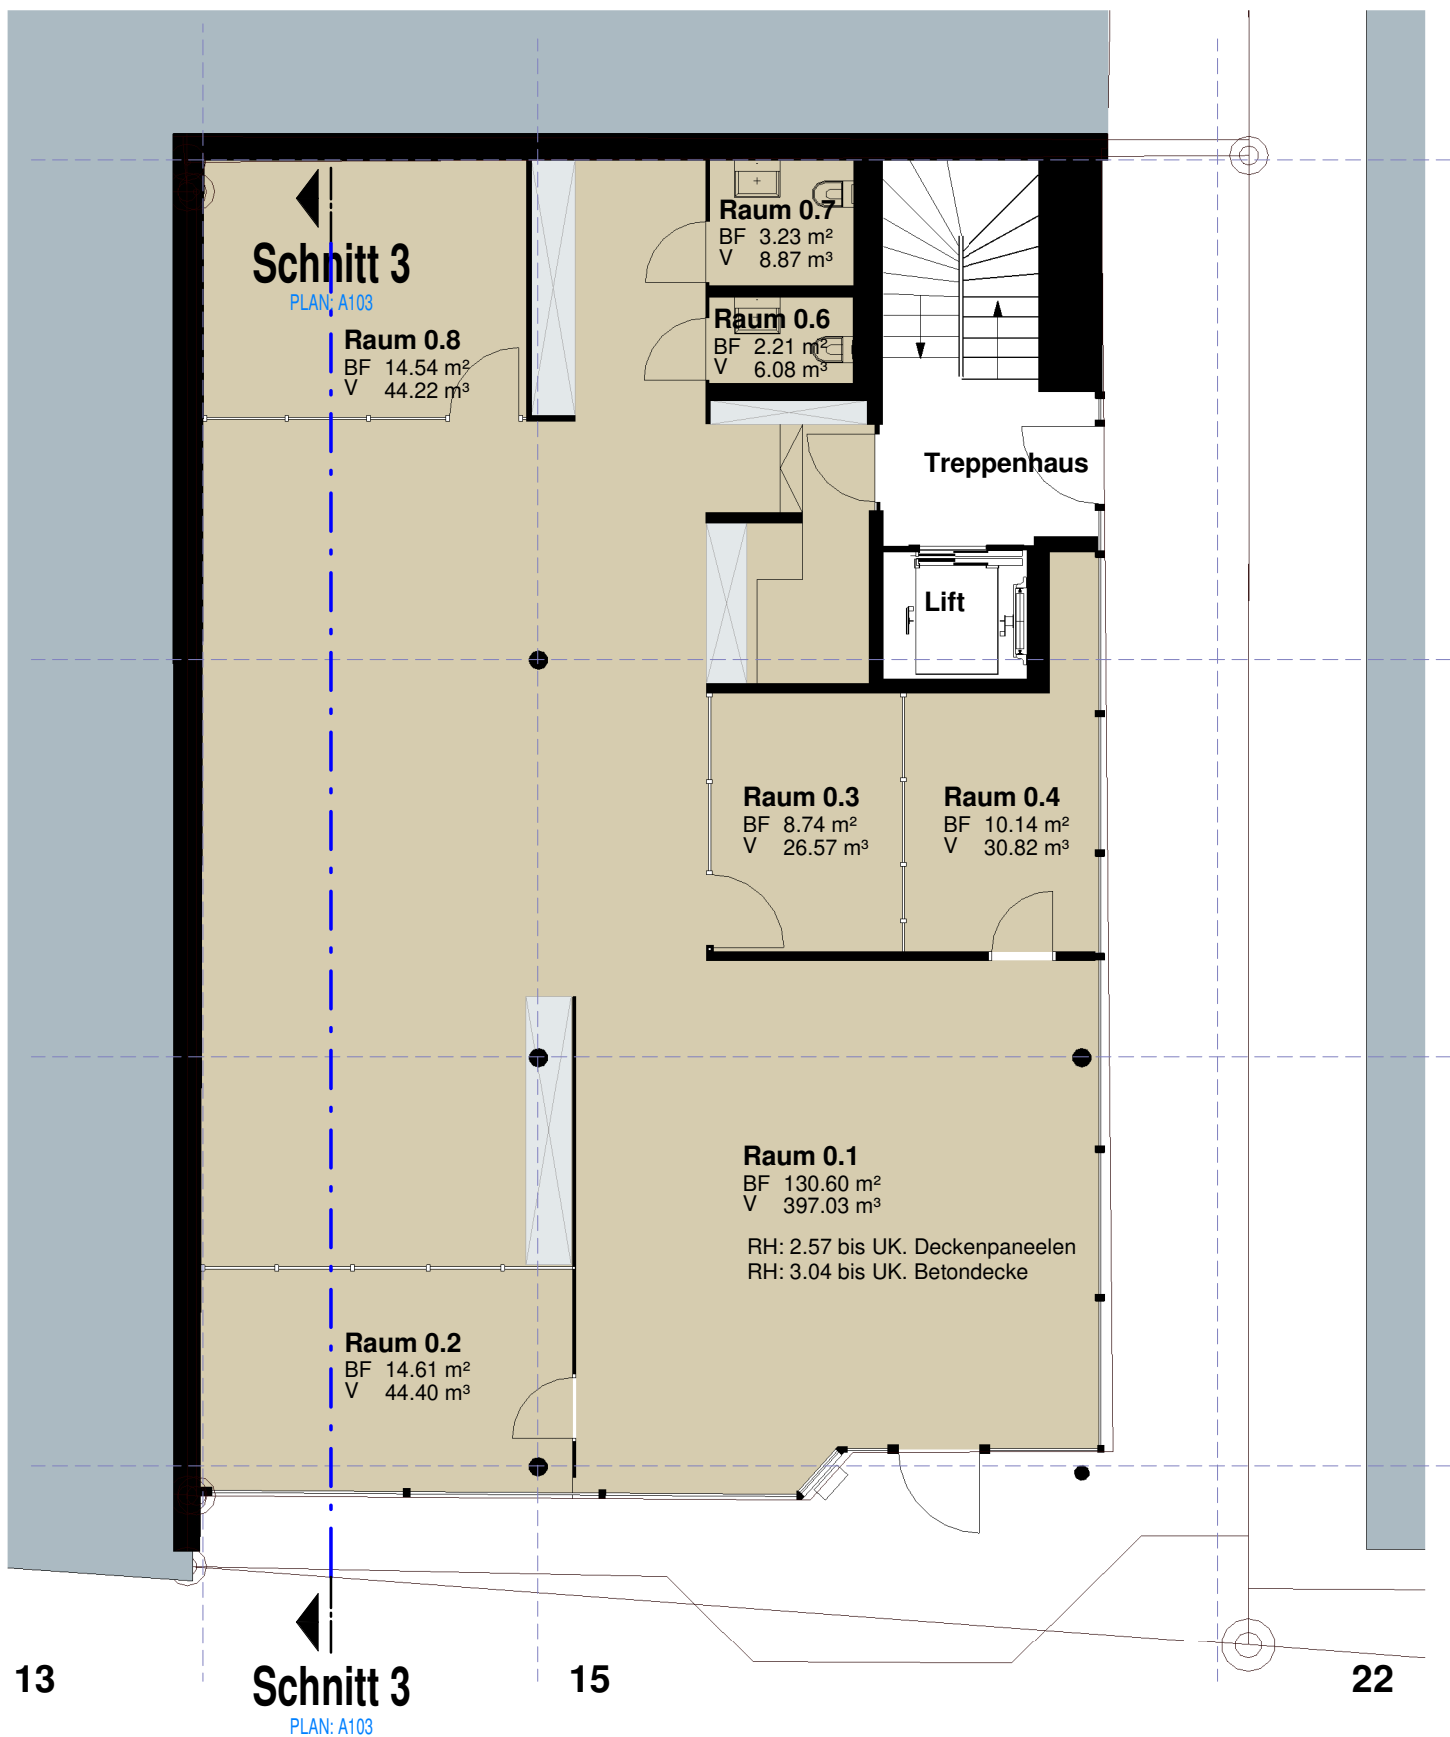 Raum 0.7
BF 3.23 m²
V 8.87 m³
Schnitt 3
PLAN: A103
Raum 0.6
BF 2.21 m²
V 6.08 m³
Raum 0.8
BF 14.54 m²
V 44.22 m³
Treppenhaus
Lift
Raum 0.3
BF 8.74 m²
V 26.57 m³
Raum 0.4
BF 10.14 m²
V 30.82 m³
Raum 0.1
BF 130.60 m²
V 397.03 m³
RH: 2.57 bis UK. Deckenpaneelen
RH: 3.04 bis UK. Betondecke
Raum 0.2
BF 14.61 m²
V 44.40 m³
13
Schnitt 3
PLAN: A103
15
22